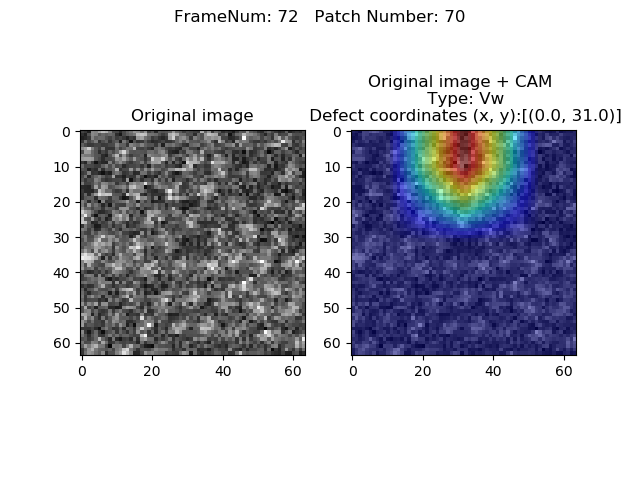 FrameNum: 72   Patch Number: 70
Original image
0
10
20
30
40
50
60
0 20 40 60
Original image + CAM
Type: Vw
Defect coordinates (x, y):[(0.0, 31.0)]
0
10
20
30
40
50
60
0 20 40 60